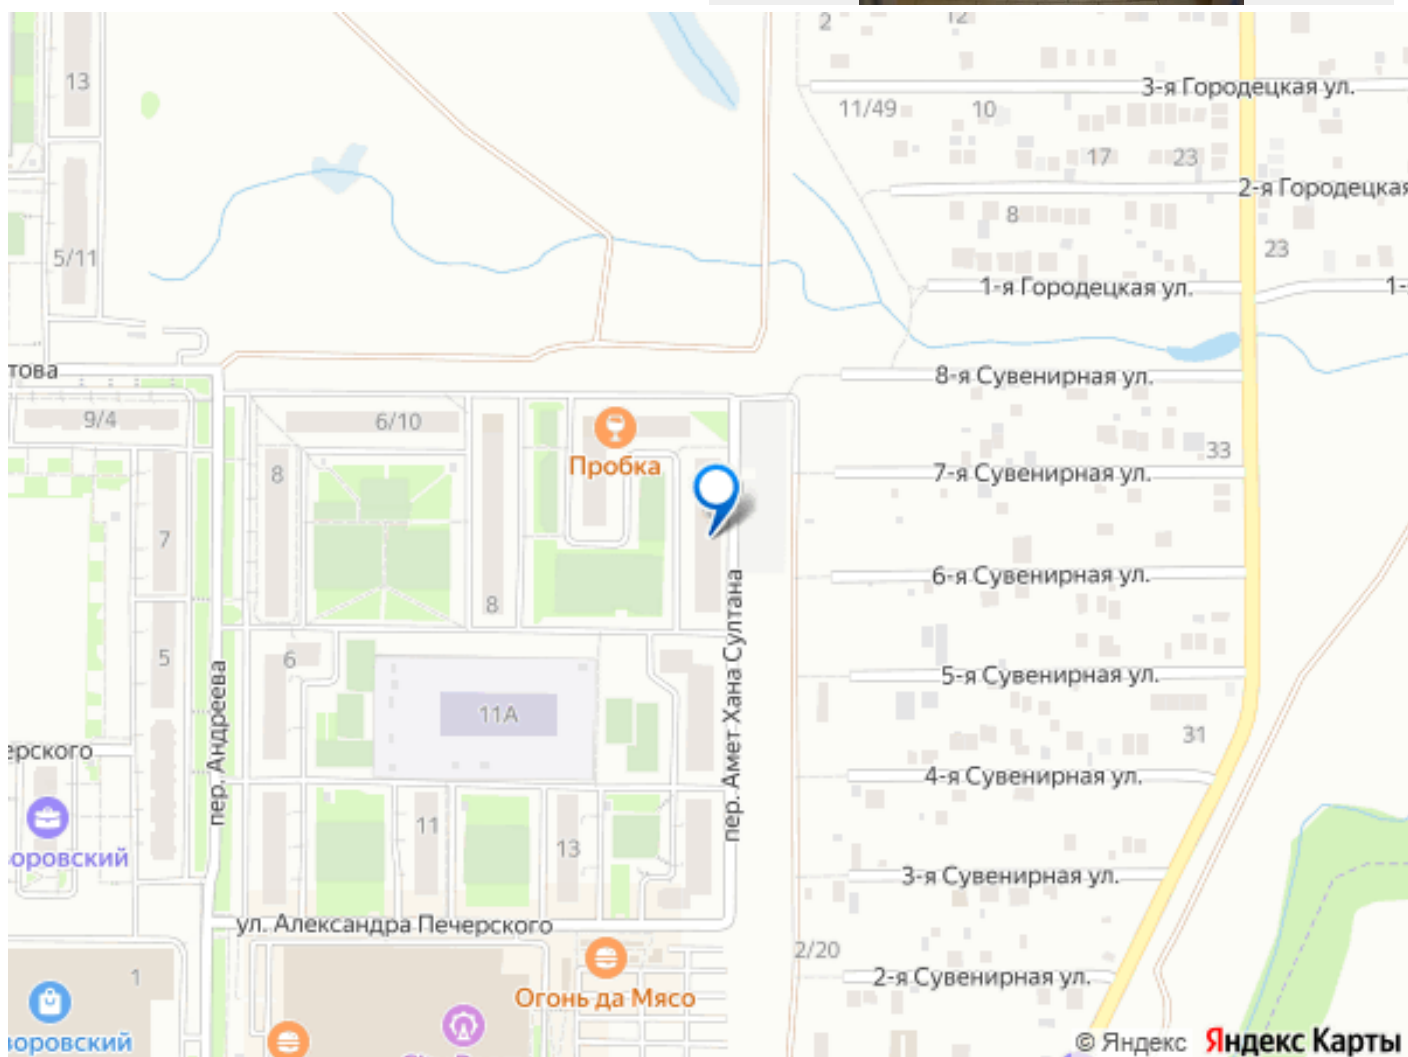 2
12
13
3-я Городецкая ул.
11/49
10
17
23
2-я Городецкая
8
23
5/11
1-я Городецкая ул.
1-
това
8-я Сувенирная ул.
9/4
6/10
33
Пробка
8
7-я Сувенирная ул.
7
6-я Сувенирная ул.
8
пер. Амет-Хана Султана
5
6
пер. Андреева
5-я Сувенирная ул.
11А
31
ерского
4-я Сувенирная ул.
11
13
воровский
3-я Сувенирная ул.
ул. Александра Печерского
2/20
1
2-я Сувенирная ул.
Огонь да Мясо
воровский
© Яндекс Яндекс Карты